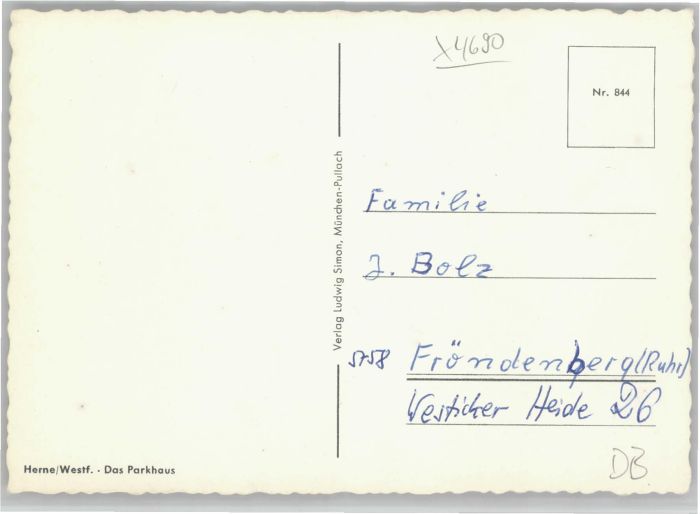 X4690
Nr. 844
Verlag Ludwig Simon, München-Pullach
Familie
J. Bolz
5758 Fröndenberg (Ruhr)
Westicker Heide 26
Herne/Westf. · Das Parkhaus
DB